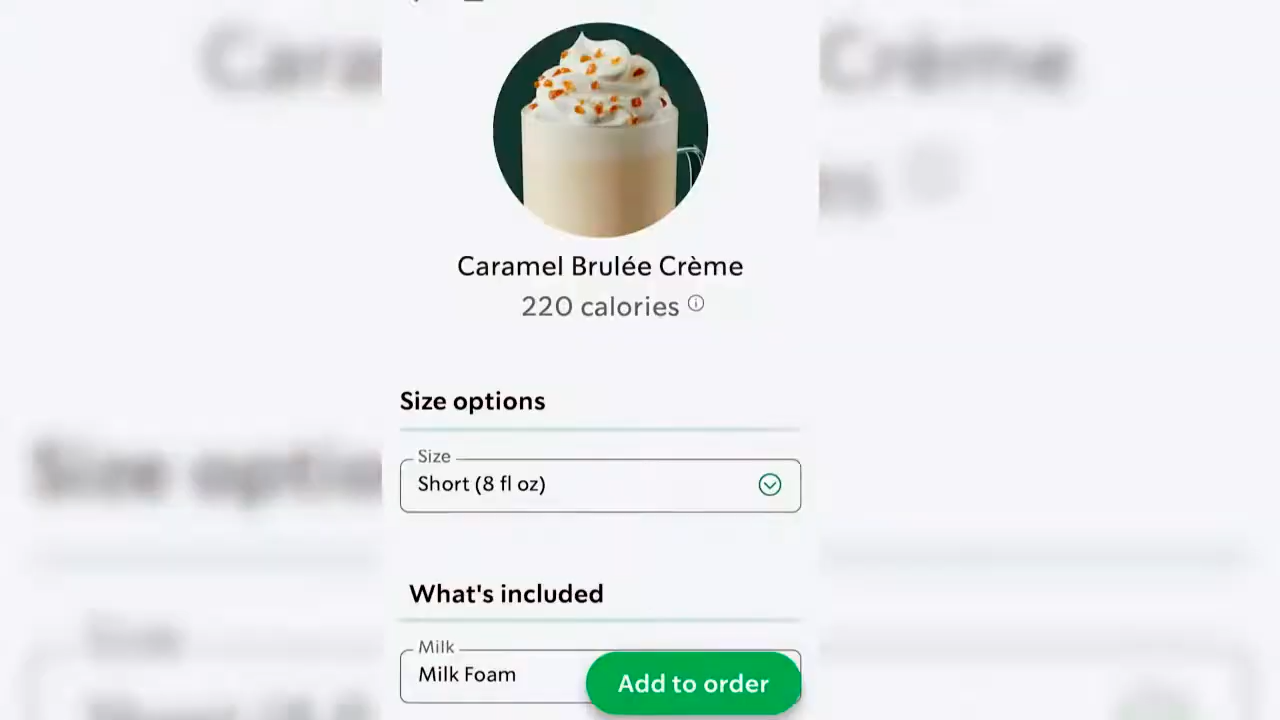 Caramel Brulée Crème
220 calories
Size options
Size
Short (8 fl oz)
What's included
Milk
Milk Foam
Add to order